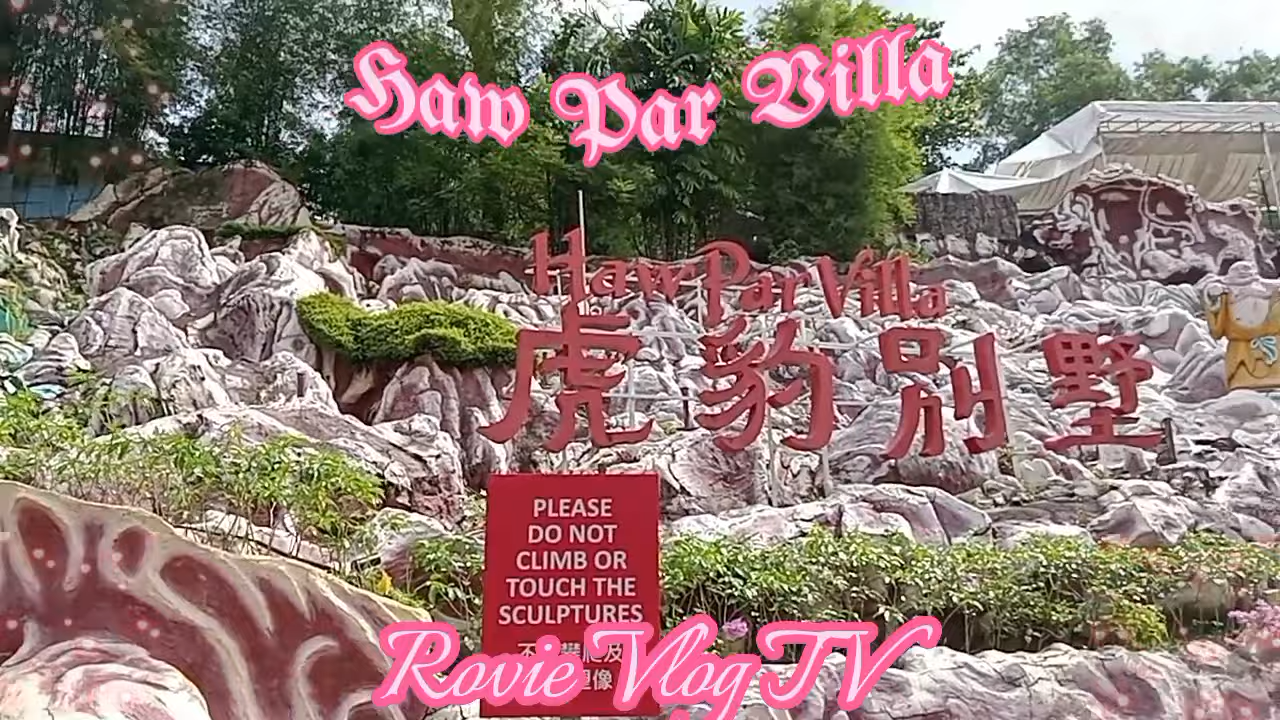 Haw Par Villa
Haw Par Villa
虎豹別墅
PLEASE
DO NOT
CLIMB OR
TOUCH THE
SCULPTURES
Rovie Vlog TV